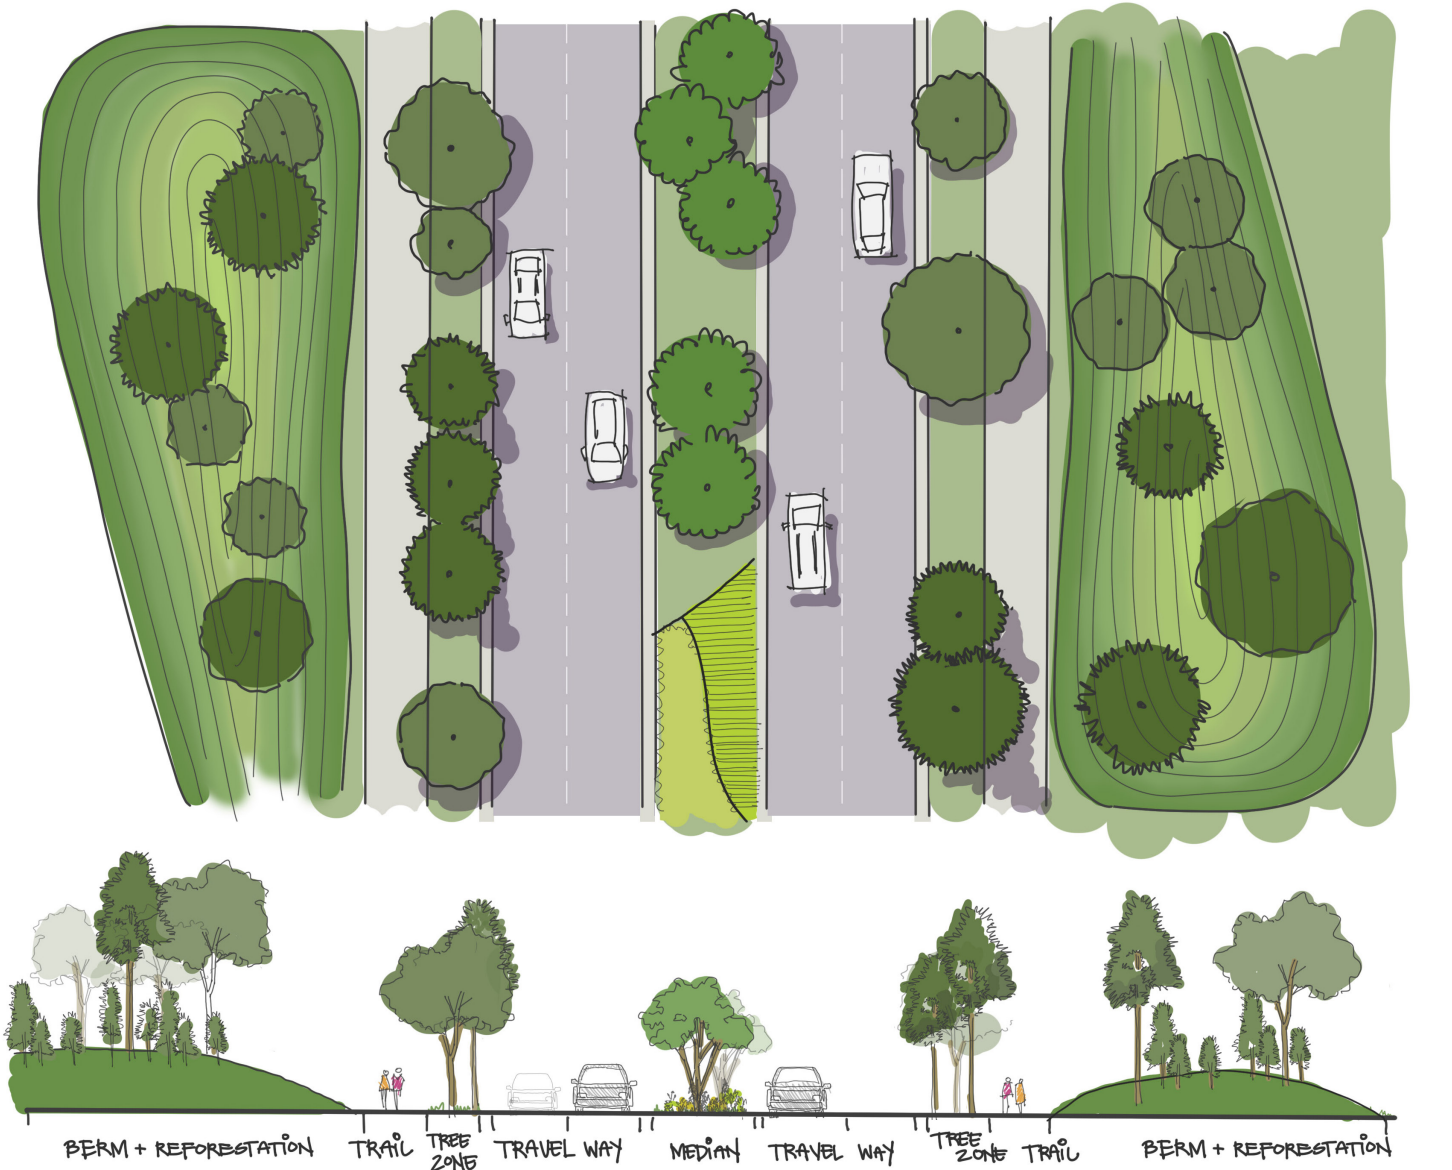 BERM + REFORESTATION
TRAIL
TREE
ZONE
TRAVEL WAY
MEDIAN
TRAVEL WAY
TREE
ZONE
TRAIL
BERM + REFORESTATION